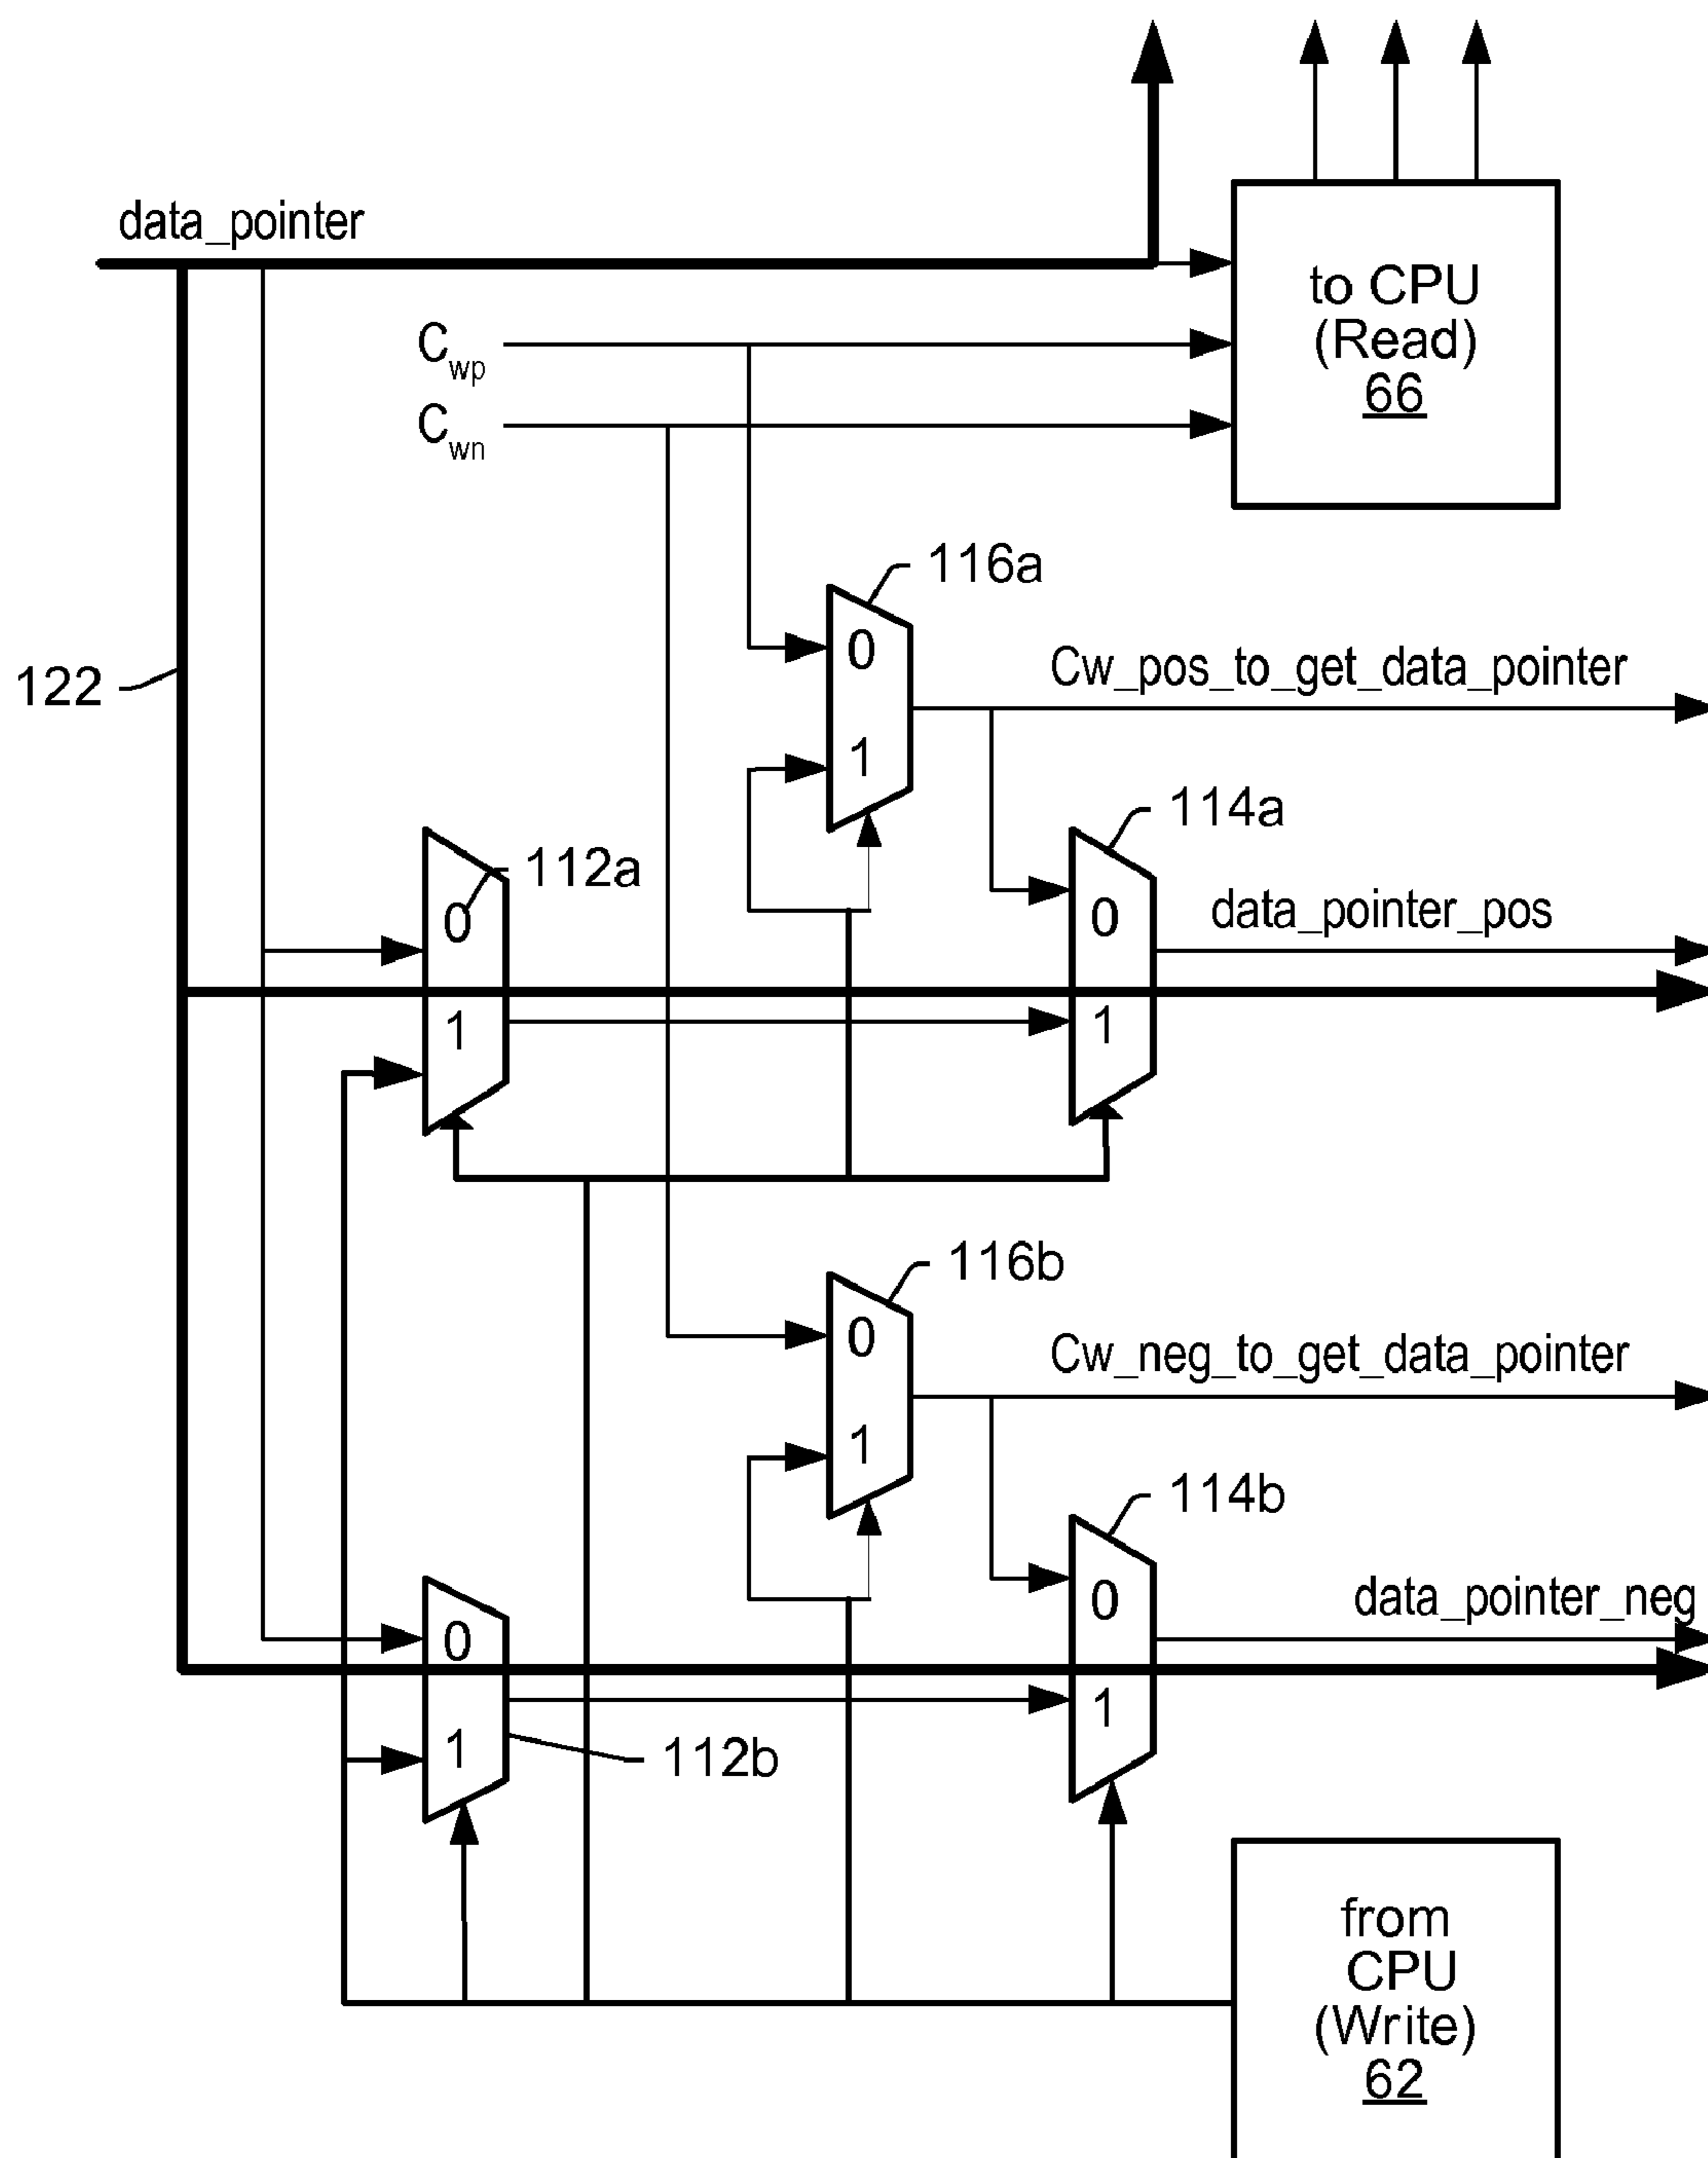 data_pointer
to CPU
(Read)
66
Cwp
Cwn
116a
0
122
Cw_pos_to_get_data_pointer
1
114a
112a
0
0
data_pointer_pos
1
1
116b
0
Cw_neg_to_get_data_pointer
1
114b
0
data_pointer_neg
0
1
1
112b
from
CPU
(Write)
62